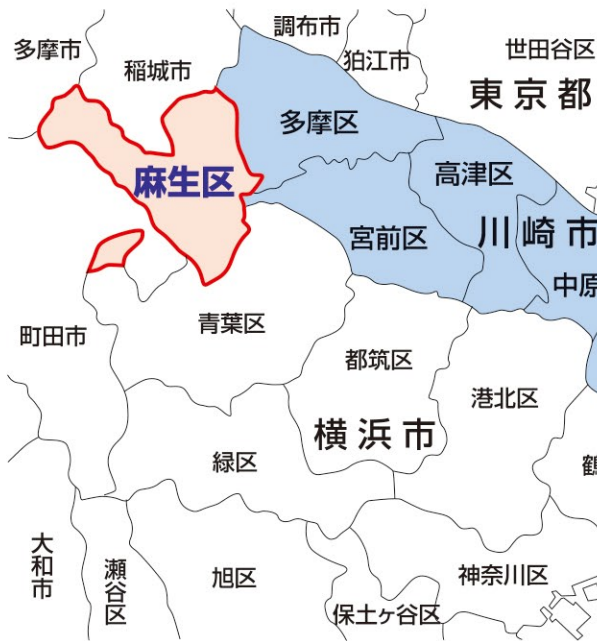 調布市
多摩市
稲城市
狛江市
世田谷区
東京都
多摩区
高津区
麻生区
宮前区
川崎市
中原
青葉区
町田市
都筑区
港北区
横浜市
緑区
鶴
大和市
瀬谷区
旭区
神奈川区
保土ヶ谷区